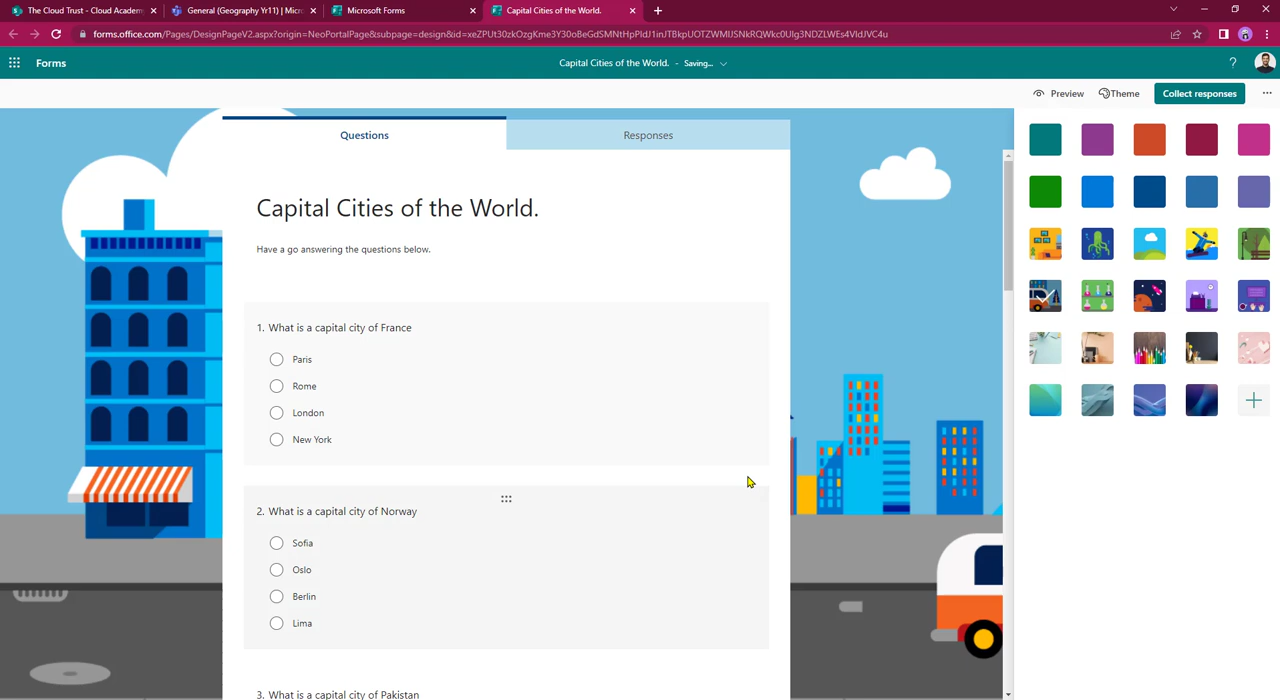 The Cloud Trust - Cloud Academ
General (Geography Yr11) | Micr
Microsoft Forms
Capital Cities of the World.
forms.office.com/Pages/DesignPageV2.aspx?origin=NeoPortalPage&subpage=design&id=xeZPUt30zkOzgKme3Y30oBeGdSMNtHpPldJ1inJTBkpUOTZWMlJSNkRQWkc0Ulg3NDZLWEs4VldJVC4u
Forms
Capital Cities of the World. - Saving...
?
Preview
Theme
Collect responses
Questions
Responses
Capital Cities of the World.
Have a go answering the questions below.
1. What is a capital city of France
Paris
Rome
London
New York
2. What is a capital city of Norway
Sofia
Oslo
Berlin
Lima
3. What is a capital city of Pakistan